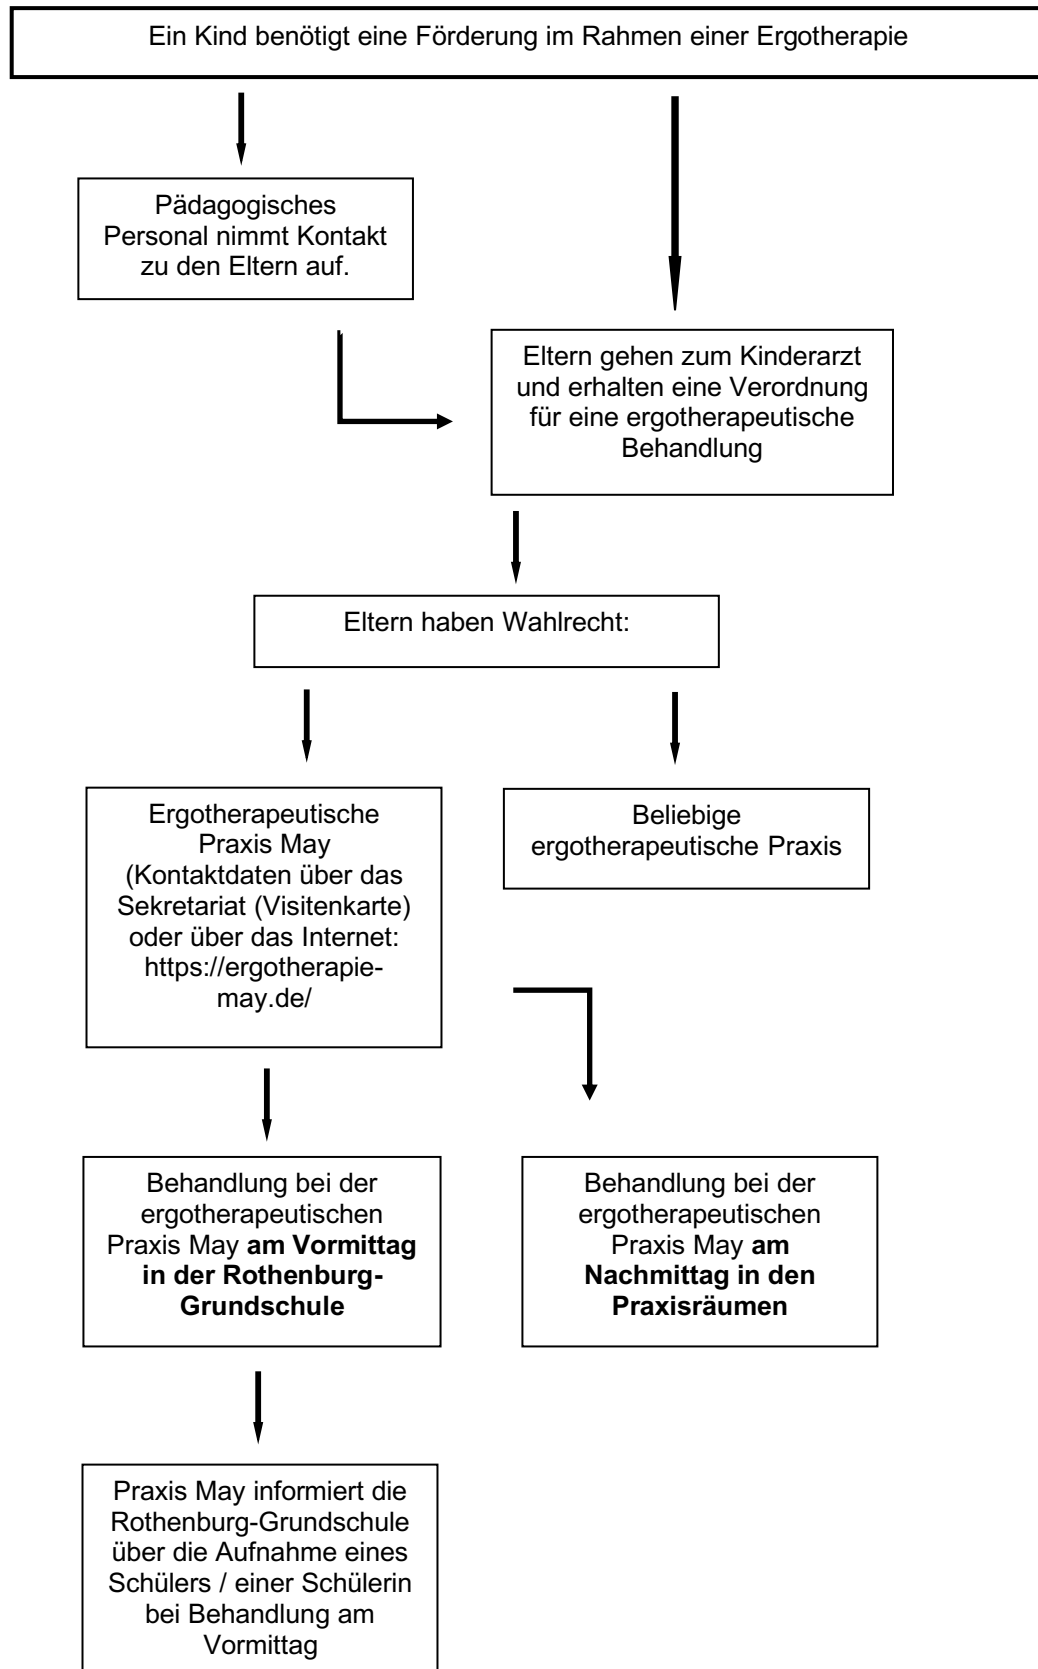 Ein Kind benötigt eine Förderung im Rahmen einer Ergotherapie
Pädagogisches
Personal nimmt Kontakt
zu den Eltern auf.
Eltern gehen zum Kinderarzt
und erhalten eine Verordnung
für eine ergotherapeutische
Behandlung
Eltern haben Wahlrecht:
Ergotherapeutische
Praxis May
(Kontaktdaten über das
Sekretariat (Visitenkarte)
oder über das Internet:
https://ergotherapie-
may.de/
Beliebige
ergotherapeutische Praxis
Behandlung bei der
ergotherapeutischen
Praxis May am Vormittag
in der Rothenburg-
Grundschule
Behandlung bei der
ergotherapeutischen
Praxis May am
Nachmittag in den
Praxisräumen
Praxis May informiert die
Rothenburg-Grundschule
über die Aufnahme eines
Schülers / einer Schülerin
bei Behandlung am
Vormittag